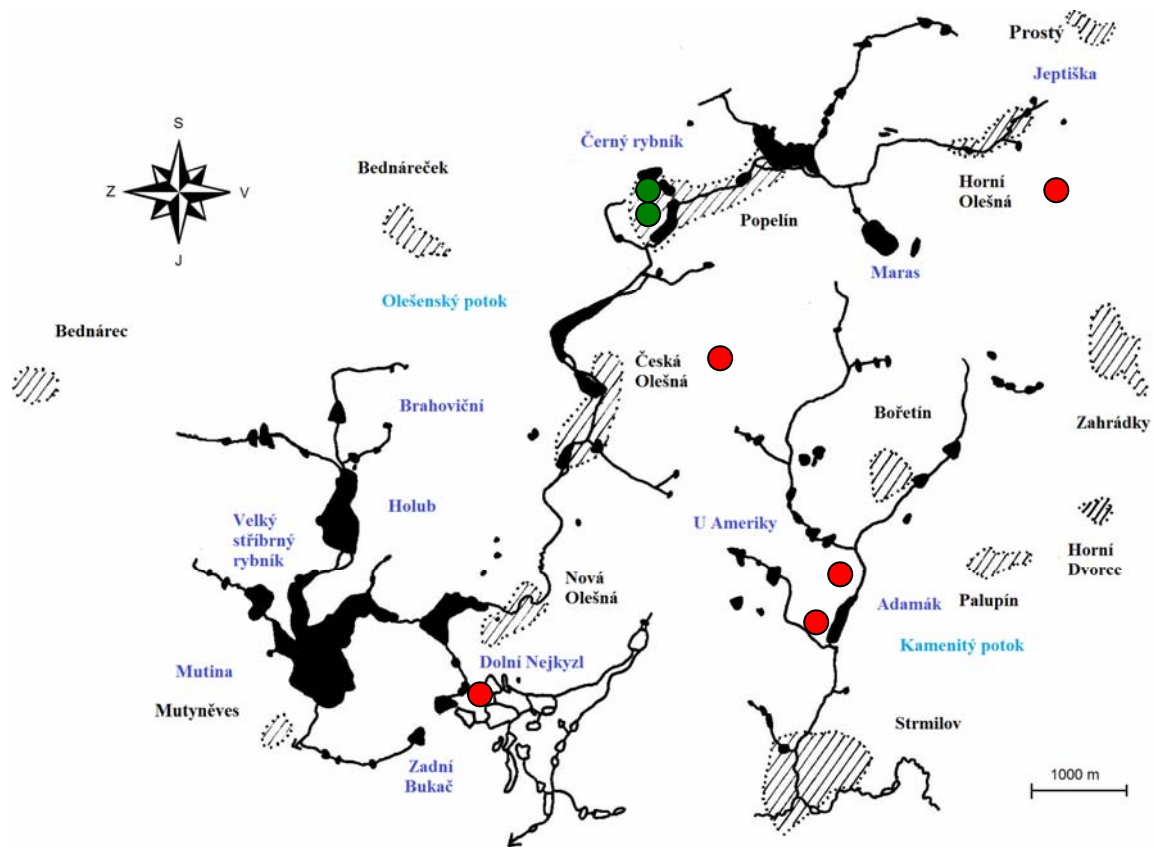 Prostý
Jeptiška
S
Z
V
J
Černý rybník
Bednáreček
Horní
Olešná
Popelín
Maras
Olešenský potok
Bednárec
Česká
Olešná
Brahoviční
Bořetín
Zahrádky
Holub
Velký
stříbrný
rybník
U Ameriky
Horní
Dvorcc
Nová
Olešná
Palupín
Adamák
Kamenitý potok
Mutina
Dolní Nejkyzl
Mutyněves
Strmilov
Zadní
Bukač
1000 m